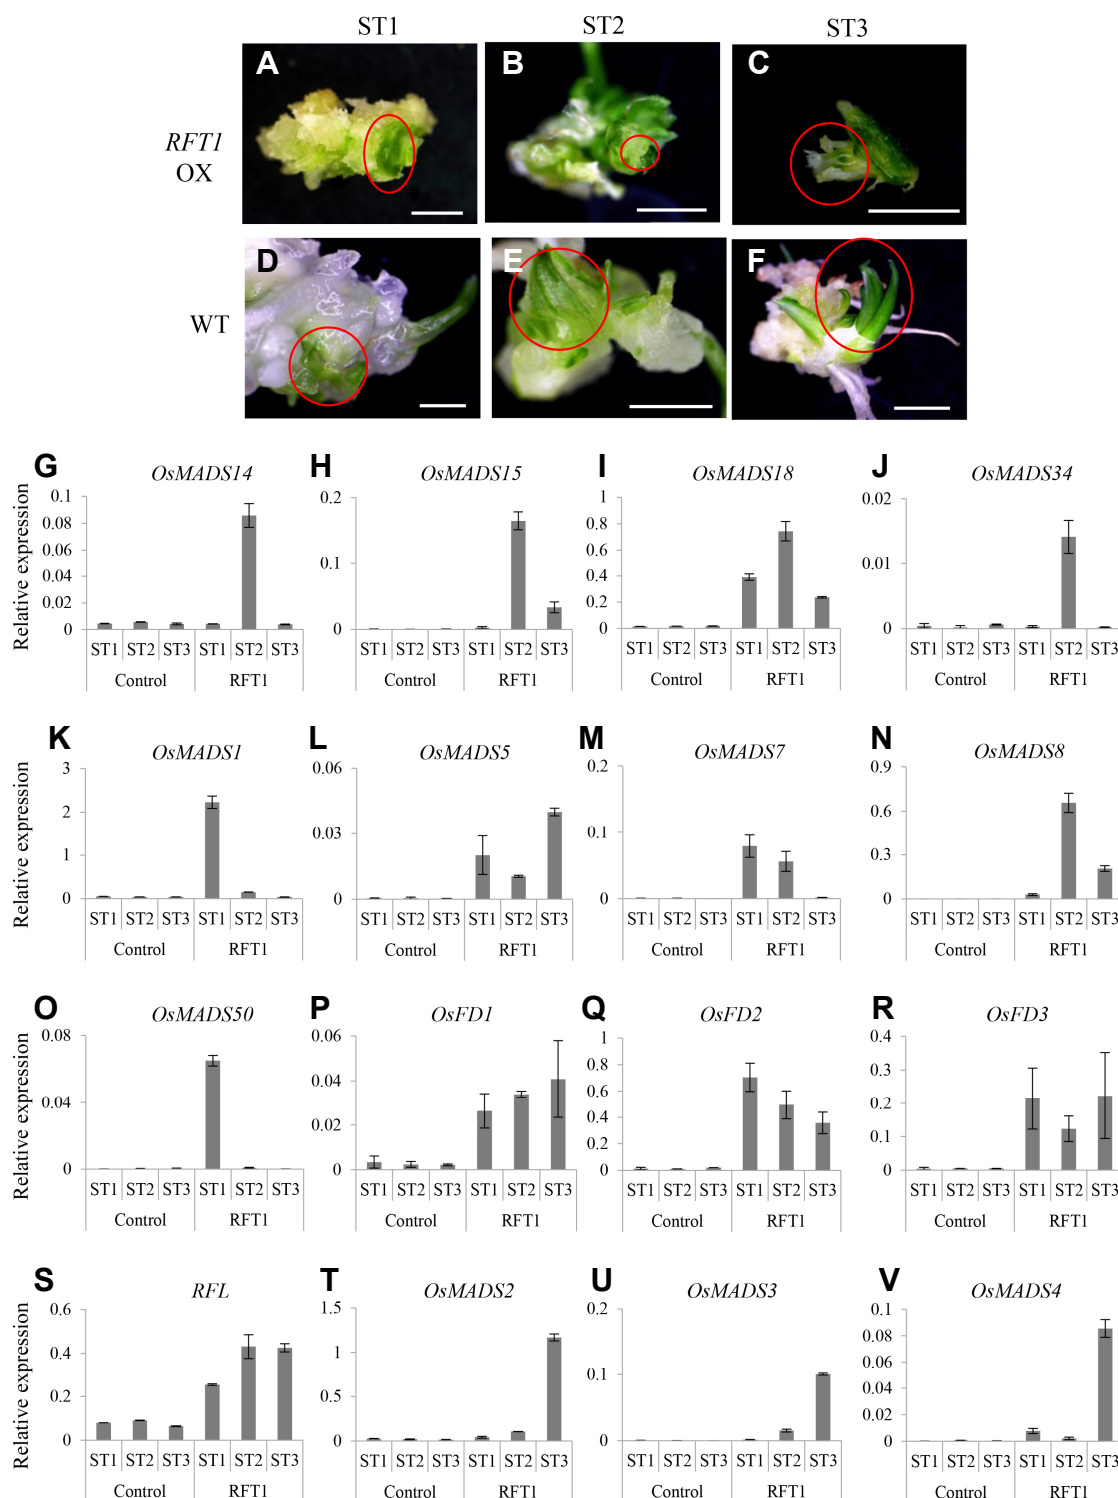 ST1 ST2 ST3
A B C
RFT1
OX
D E F
WT
G OsMADS14 H OsMADS15 I OsMADS18 J OsMADS34
Relative expression
0.1 0.2 1 0.02
0.08 0.8
0.06 0.1 0.6 0.01
0.04 0.4
0.02 0.2
0 0 0 0
ST1 ST2 ST3 ST1 ST2 ST3 ST1 ST2 ST3 ST1 ST2 ST3 ST1 ST2 ST3 ST1 ST2 ST3 ST1 ST2 ST3 ST1 ST2 ST3
Control RFT1 Control RFT1 Control RFT1 Control RFT1
K OsMADS1 L OsMADS5 M OsMADS7 N OsMADS8
Relative expression
3 0.06 0.2 0.9
2 0.03 0.1 0.6
1 0.3
0 0 0 0
ST1 ST2 ST3 ST1 ST2 ST3 ST1 ST2 ST3 ST1 ST2 ST3 ST1 ST2 ST3 ST1 ST2 ST3 ST1 ST2 ST3 ST1 ST2 ST3
Control RFT1 Control RFT1 Control RFT1 Control RFT1
O OsMADS50 P OsFD1 Q OsFD2 R OsFD3
Relative expression
0.08 0.06 1 0.4
0.8 0.3
0.04 0.04 0.6 0.2
0.02 0.4 0.1
0.2
0 0 0 0
ST1 ST2 ST3 ST1 ST2 ST3 ST1 ST2 ST3 ST1 ST2 ST3 ST1 ST2 ST3 ST1 ST2 ST3 ST1 ST2 ST3 ST1 ST2 ST3
Control RFT1 Control RFT1 Control RFT1 Control RFT1
S RFL T OsMADS2 U OsMADS3 V OsMADS4
Relative expression
0.6 1.5 0.2 0.1
0.08
0.4 1 0.1 0.06
0.2 0.5 0.04
0.02
0 0 0 0
ST1 ST2 ST3 ST1 ST2 ST3 ST1 ST2 ST3 ST1 ST2 ST3 ST1 ST2 ST3 ST1 ST2 ST3 ST1 ST2 ST3 ST1 ST2 ST3
Control RFT1 Control RFT1 Control RFT1 Control RFT1